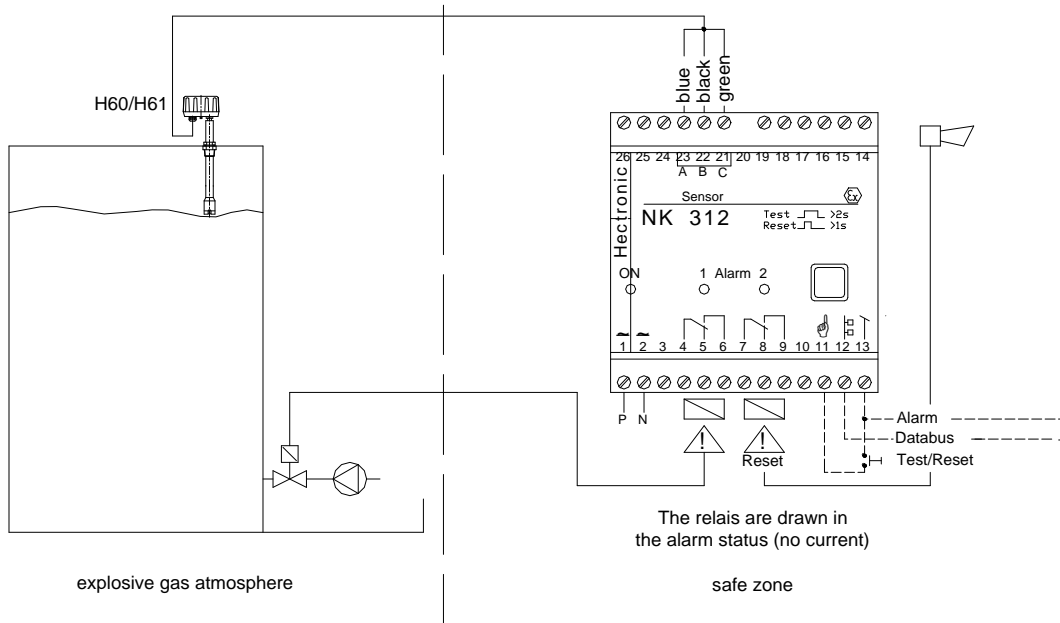 blue
black
green
H60/H61
26 25 24 23 22 21 20 19 18 17 16 15 14
A B C
Sensor
Ex
Hectronic
NK 312
Test >2s
Reset >1s
ON
1 Alarm 2
1 2 3 4 5 6 7 8 9 10 11 12 13
P N
!
!
Reset
Alarm
Databus
Test/Reset
The relais are drawn in
the alarm status (no current)
explosive gas atmosphere
safe zone